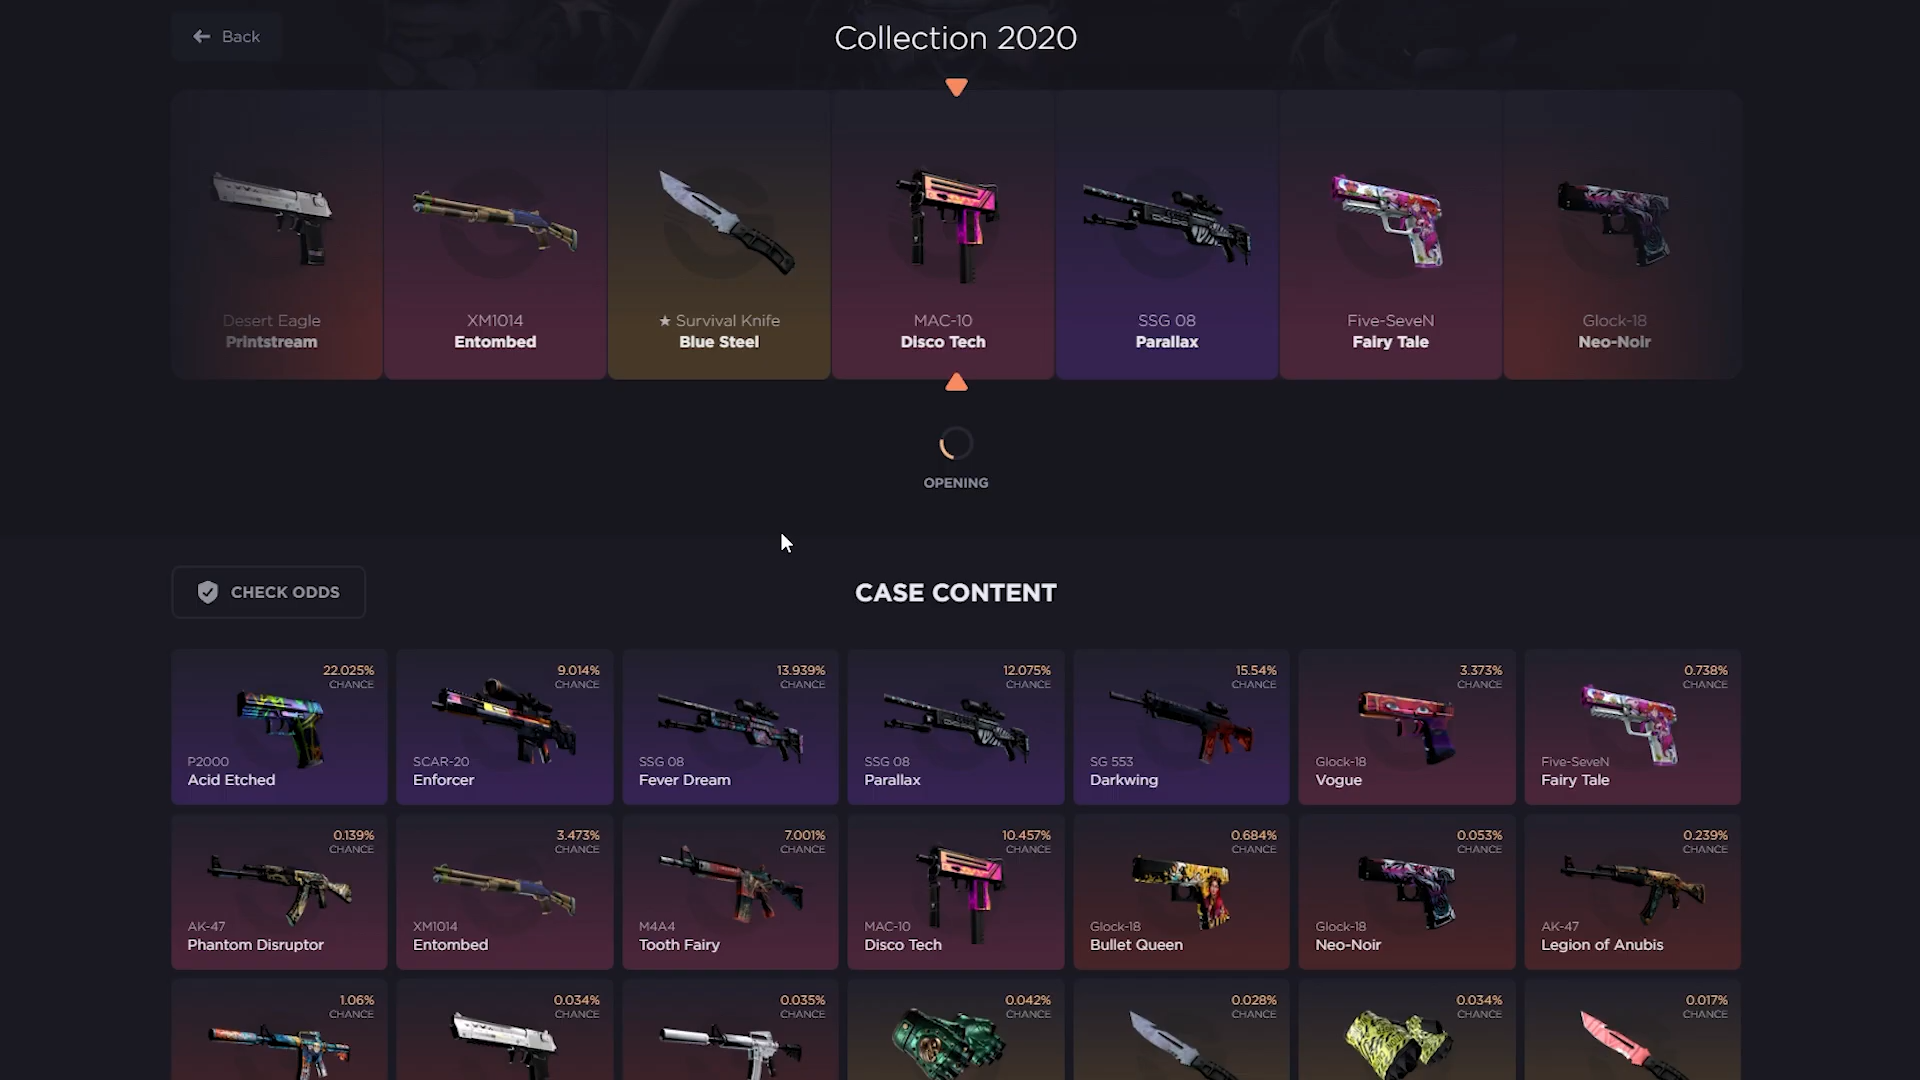 Back
Collection 2020
Desert Eagle
Printstream
XM1014
Entombed
★ Survival Knife
Blue Steel
MAC-10
Disco Tech
SSG 08
Parallax
Five-SeveN
Fairy Tale
Glock-18
Neo-Noir
OPENING
CHECK ODDS
CASE CONTENT
22.025%
CHANCE
P2000
Acid Etched
9.014%
CHANCE
SCAR-20
Enforcer
13.939%
CHANCE
SSG 08
Fever Dream
12.075%
CHANCE
SSG 08
Parallax
15.54%
CHANCE
SG 553
Darkwing
3.373%
CHANCE
Glock-18
Vogue
0.738%
CHANCE
Five-SeveN
Fairy Tale
0.139%
CHANCE
AK-47
Phantom Disruptor
3.473%
CHANCE
XM1014
Entombed
7.001%
CHANCE
M4A4
Tooth Fairy
10.457%
CHANCE
MAC-10
Disco Tech
0.684%
CHANCE
Glock-18
Bullet Queen
0.053%
CHANCE
Glock-18
Neo-Noir
0.239%
CHANCE
AK-47
Legion of Anubis
1.06%
CHANCE
0.034%
CHANCE
0.035%
CHANCE
0.042%
CHANCE
0.028%
CHANCE
0.034%
CHANCE
0.017%
CHANCE